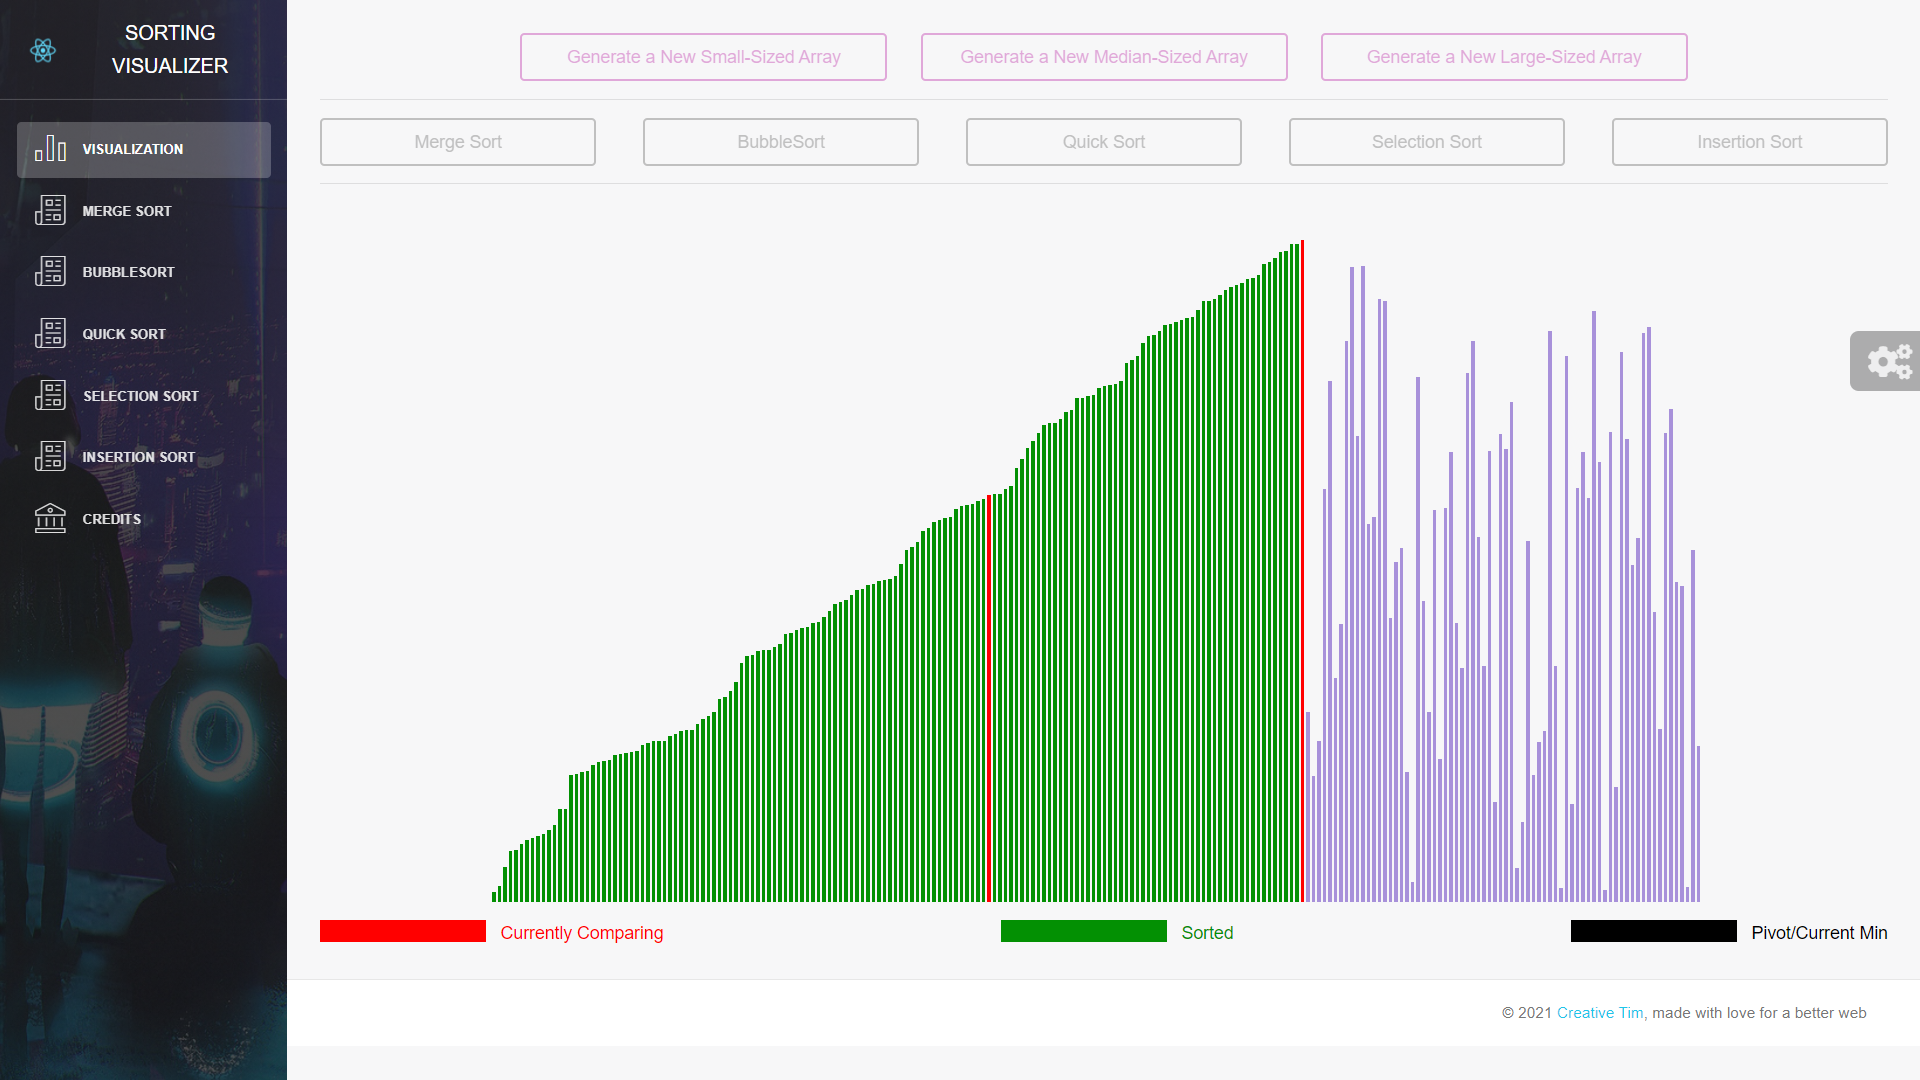 SORTING
VISUALIZER
VISUALIZATION
MERGE SORT
BUBBLESORT
QUICK SORT
SELECTION SORT
INSERTION SORT
CREDITS
Generate a New Small-Sized Array
Generate a New Median-Sized Array
Generate a New Large-Sized Array
Merge Sort
BubbleSort
Quick Sort
Selection Sort
Insertion Sort
Currently Comparing
Sorted
Pivot/Current Min
© 2021 Creative Tim, made with love for a better web